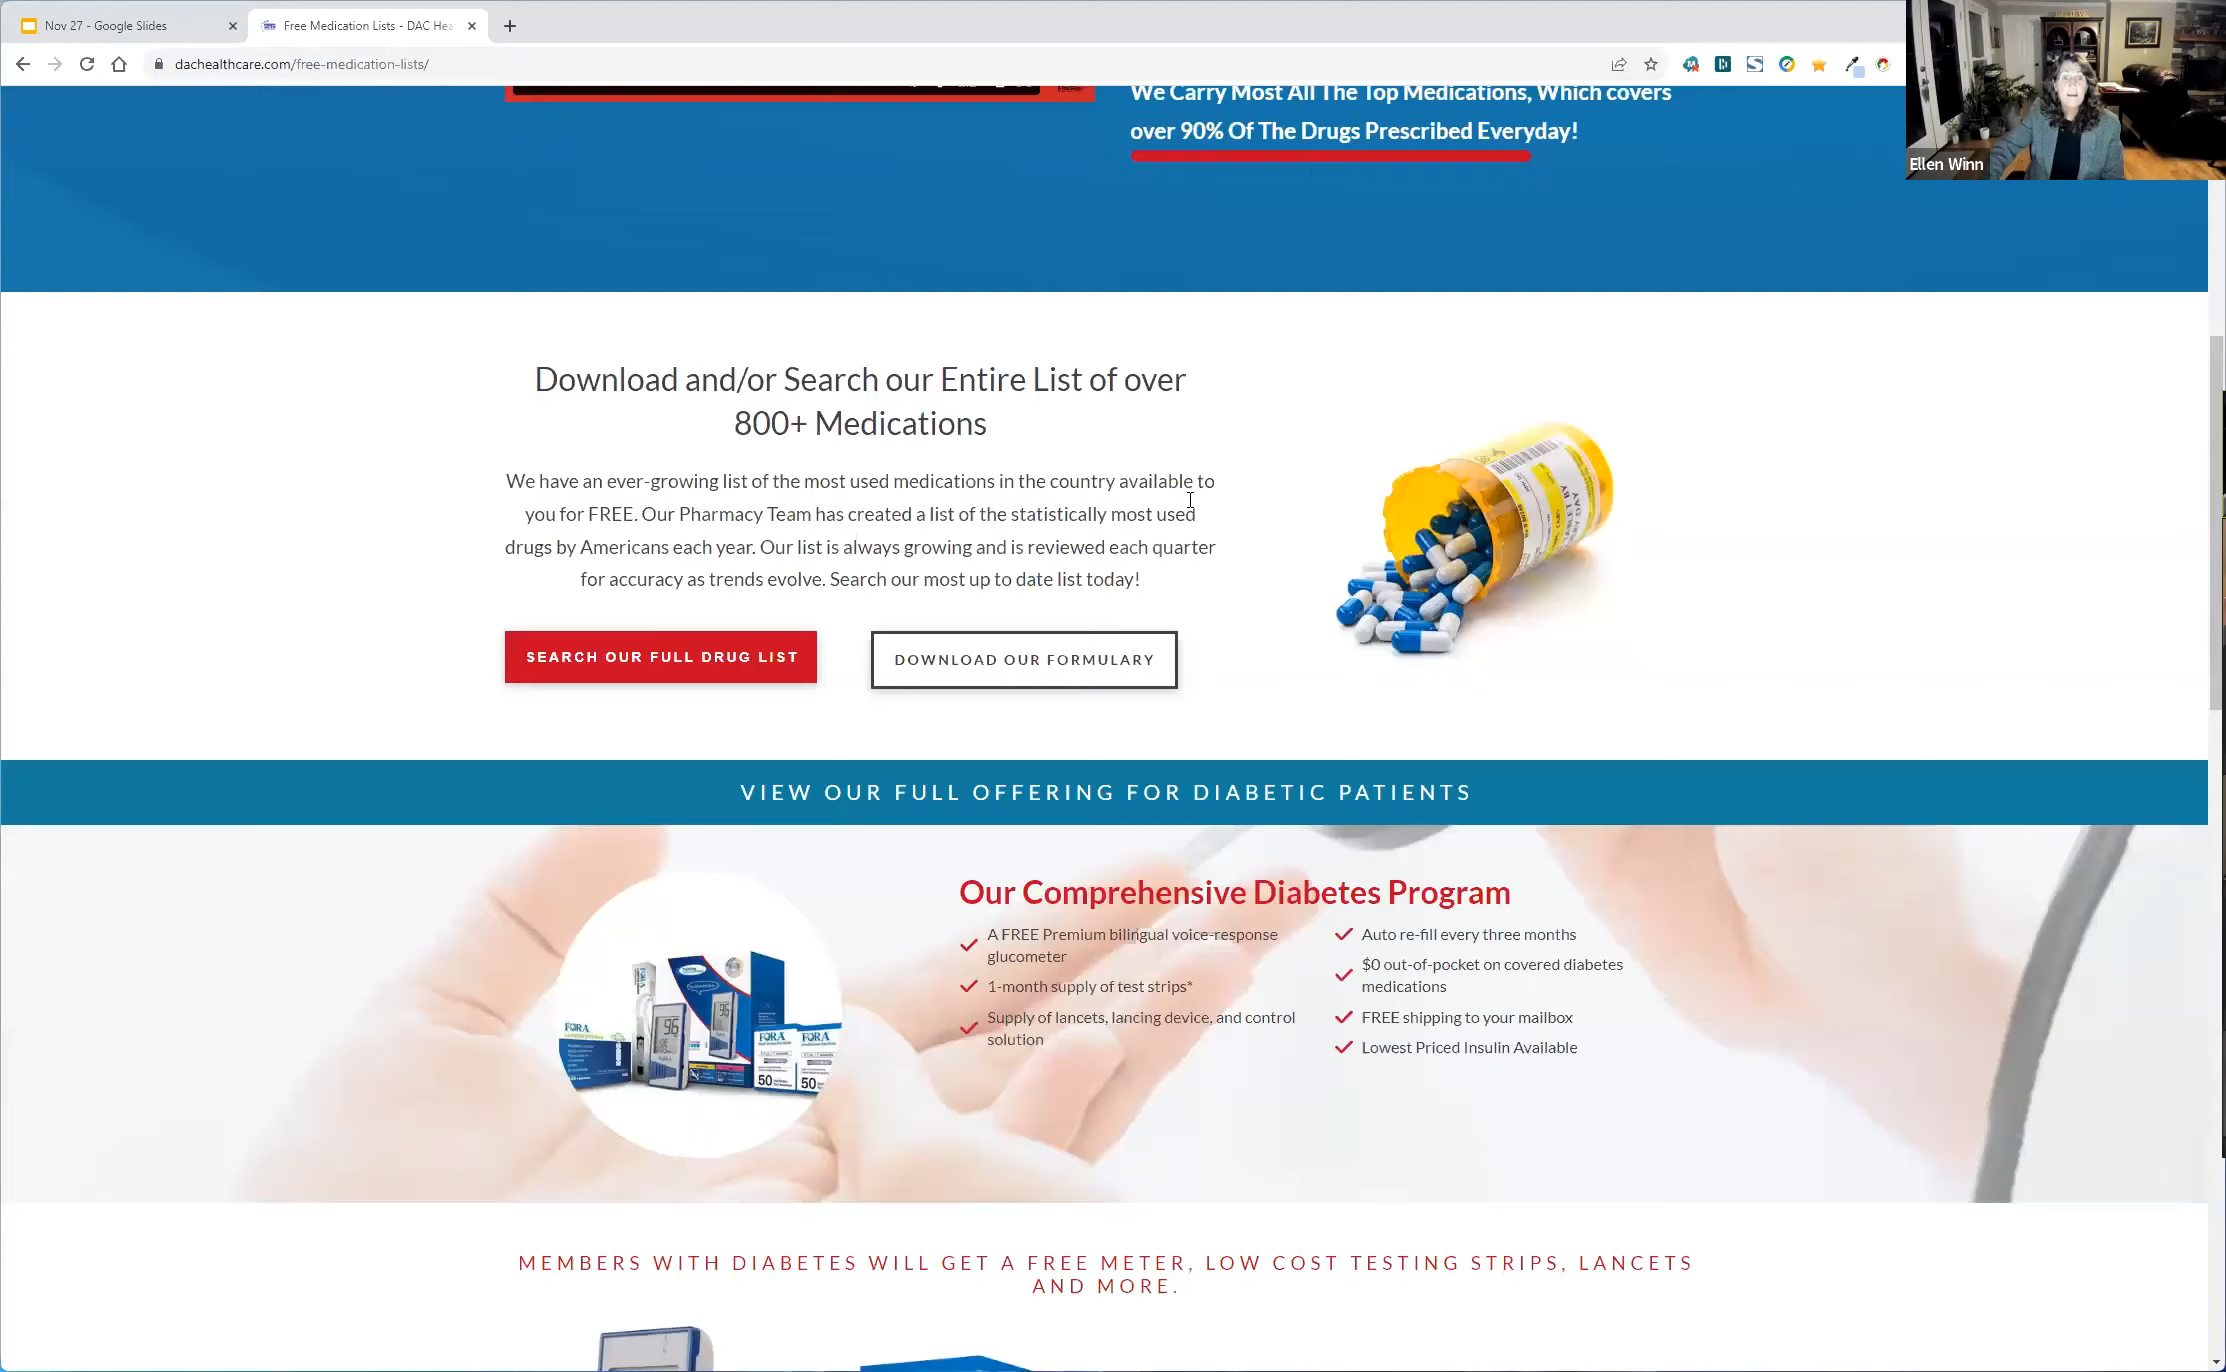 Nov 27 - Google Slides
Free Medication Lists - DAC Hea
dachealthcare.com/free-medication-lists/
We Carry Most All The Top Medications, Which covers
over 90% Of The Drugs Prescribed Everyday!
Ellen Winn
Download and/or Search our Entire List of over
800+ Medications
We have an ever-growing list of the most used medications in the country available to
you for FREE. Our Pharmacy Team has created a list of the statistically most used
drugs by Americans each year. Our list is always growing and is reviewed each quarter
for accuracy as trends evolve. Search our most up to date list today!
SEARCH OUR FULL DRUG LIST
DOWNLOAD OUR FORMULARY
VIEW OUR FULL OFFERING FOR DIABETIC PATIENTS
Our Comprehensive Diabetes Program
A FREE Premium bilingual voice-response
glucometer
1-month supply of test strips*
Supply of lancets, lancing device, and control
solution
Auto re-fill every three months
$0 out-of-pocket on covered diabetes
medications
FREE shipping to your mailbox
Lowest Priced Insulin Available
FORA
96
96
FORA
50
50
MEMBERS WITH DIABETES WILL GET A FREE METER, LOW COST TESTING STRIPS, LANCETS
AND MORE.